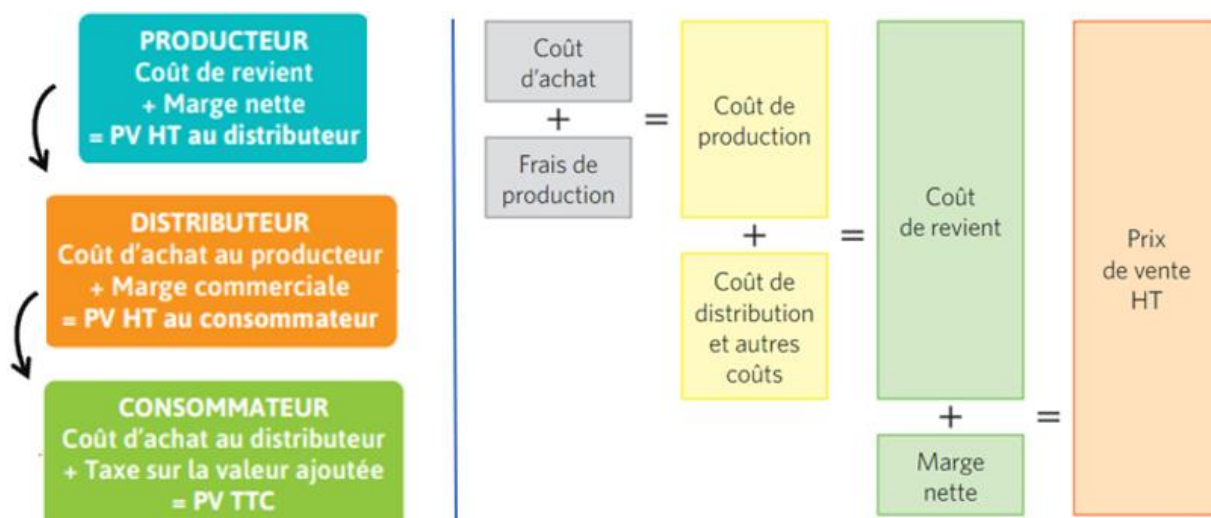 PRODUCTEUR
Coût de revient
+ Marge nette
= PV HT au distributeur
DISTRIBUTEUR
Coût d'achat au producteur
+ Marge commerciale
= PV HT au consommateur
CONSOMMATEUR
Coût d'achat au distributeur
+ Taxe sur la valeur ajoutée
= PV TTC
Coût
d'achat
+
Frais de
production
=
Coût de
production
+
Coût de
distribution
et autres
coûts
=
Coût
de revient
+
Marge
nette
=
Prix
de vente
HT